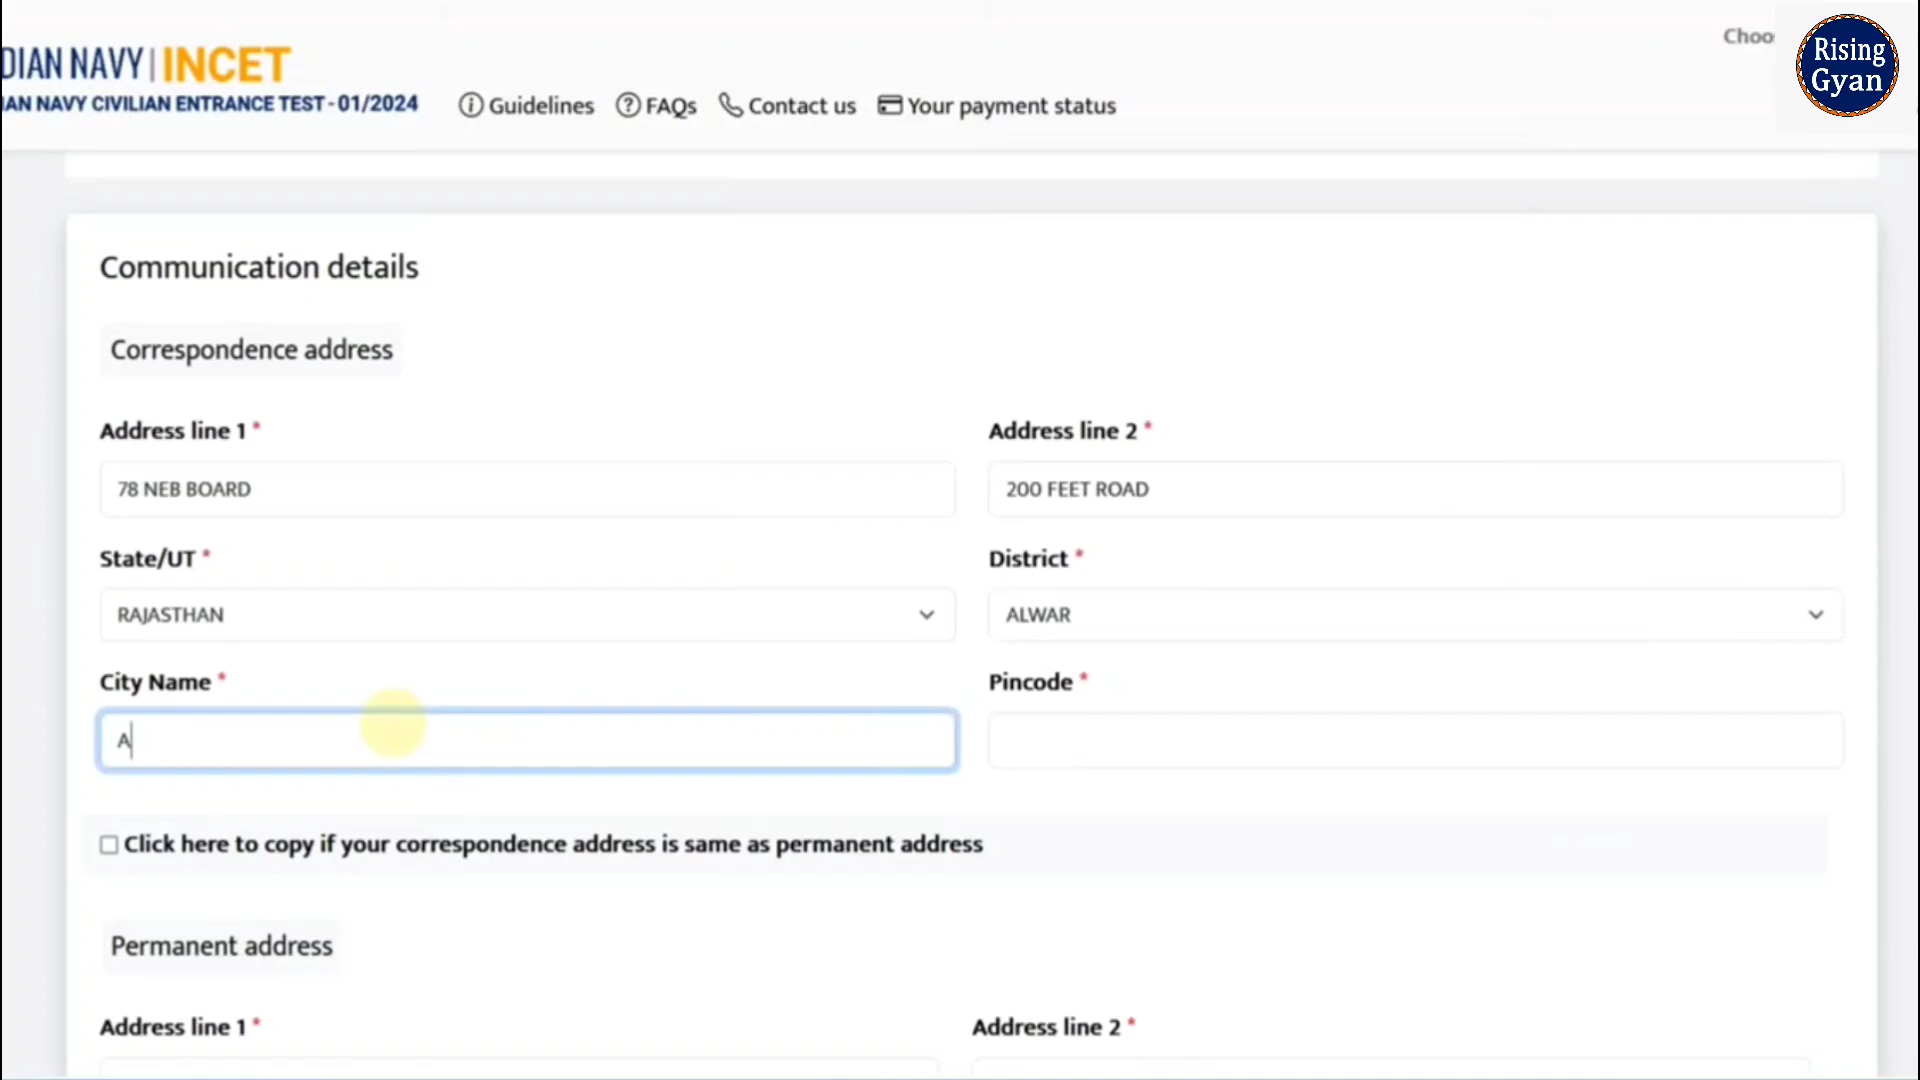 DIAN NAVY | INCET
IAN NAVY CIVILIAN ENTRANCE TEST - 01/2024
Guidelines
FAQs
Contact us
Your payment status
Choo
Rising
Gyan
Communication details
Correspondence address
Address line 1 *
Address line 2 *
78 NEB BOARD
200 FEET ROAD
State/UT *
District *
RAJASTHAN
ALWAR
City Name *
Pincode *
A
Click here to copy if your correspondence address is same as permanent address
Permanent address
Address line 1 *
Address line 2 *